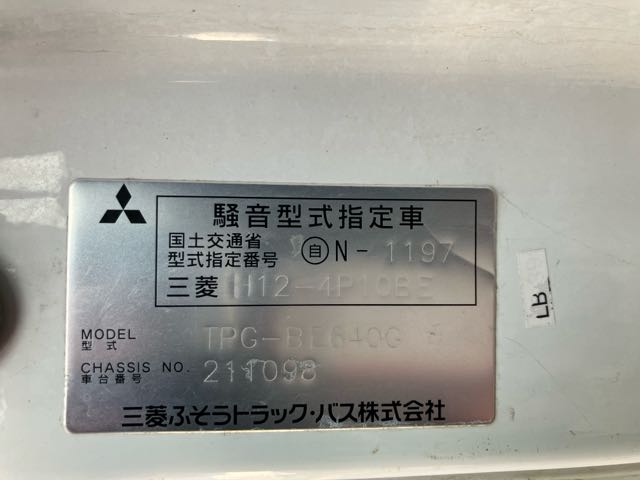 騒音型式指定車
国土交通省
型式指定番号 自 N-1197
三菱 H12-4P10BE
MODEL
型式 TPG-BE640G
CHASSIS NO.
車台番号 211098
三菱ふそうトラック・バス株式会社